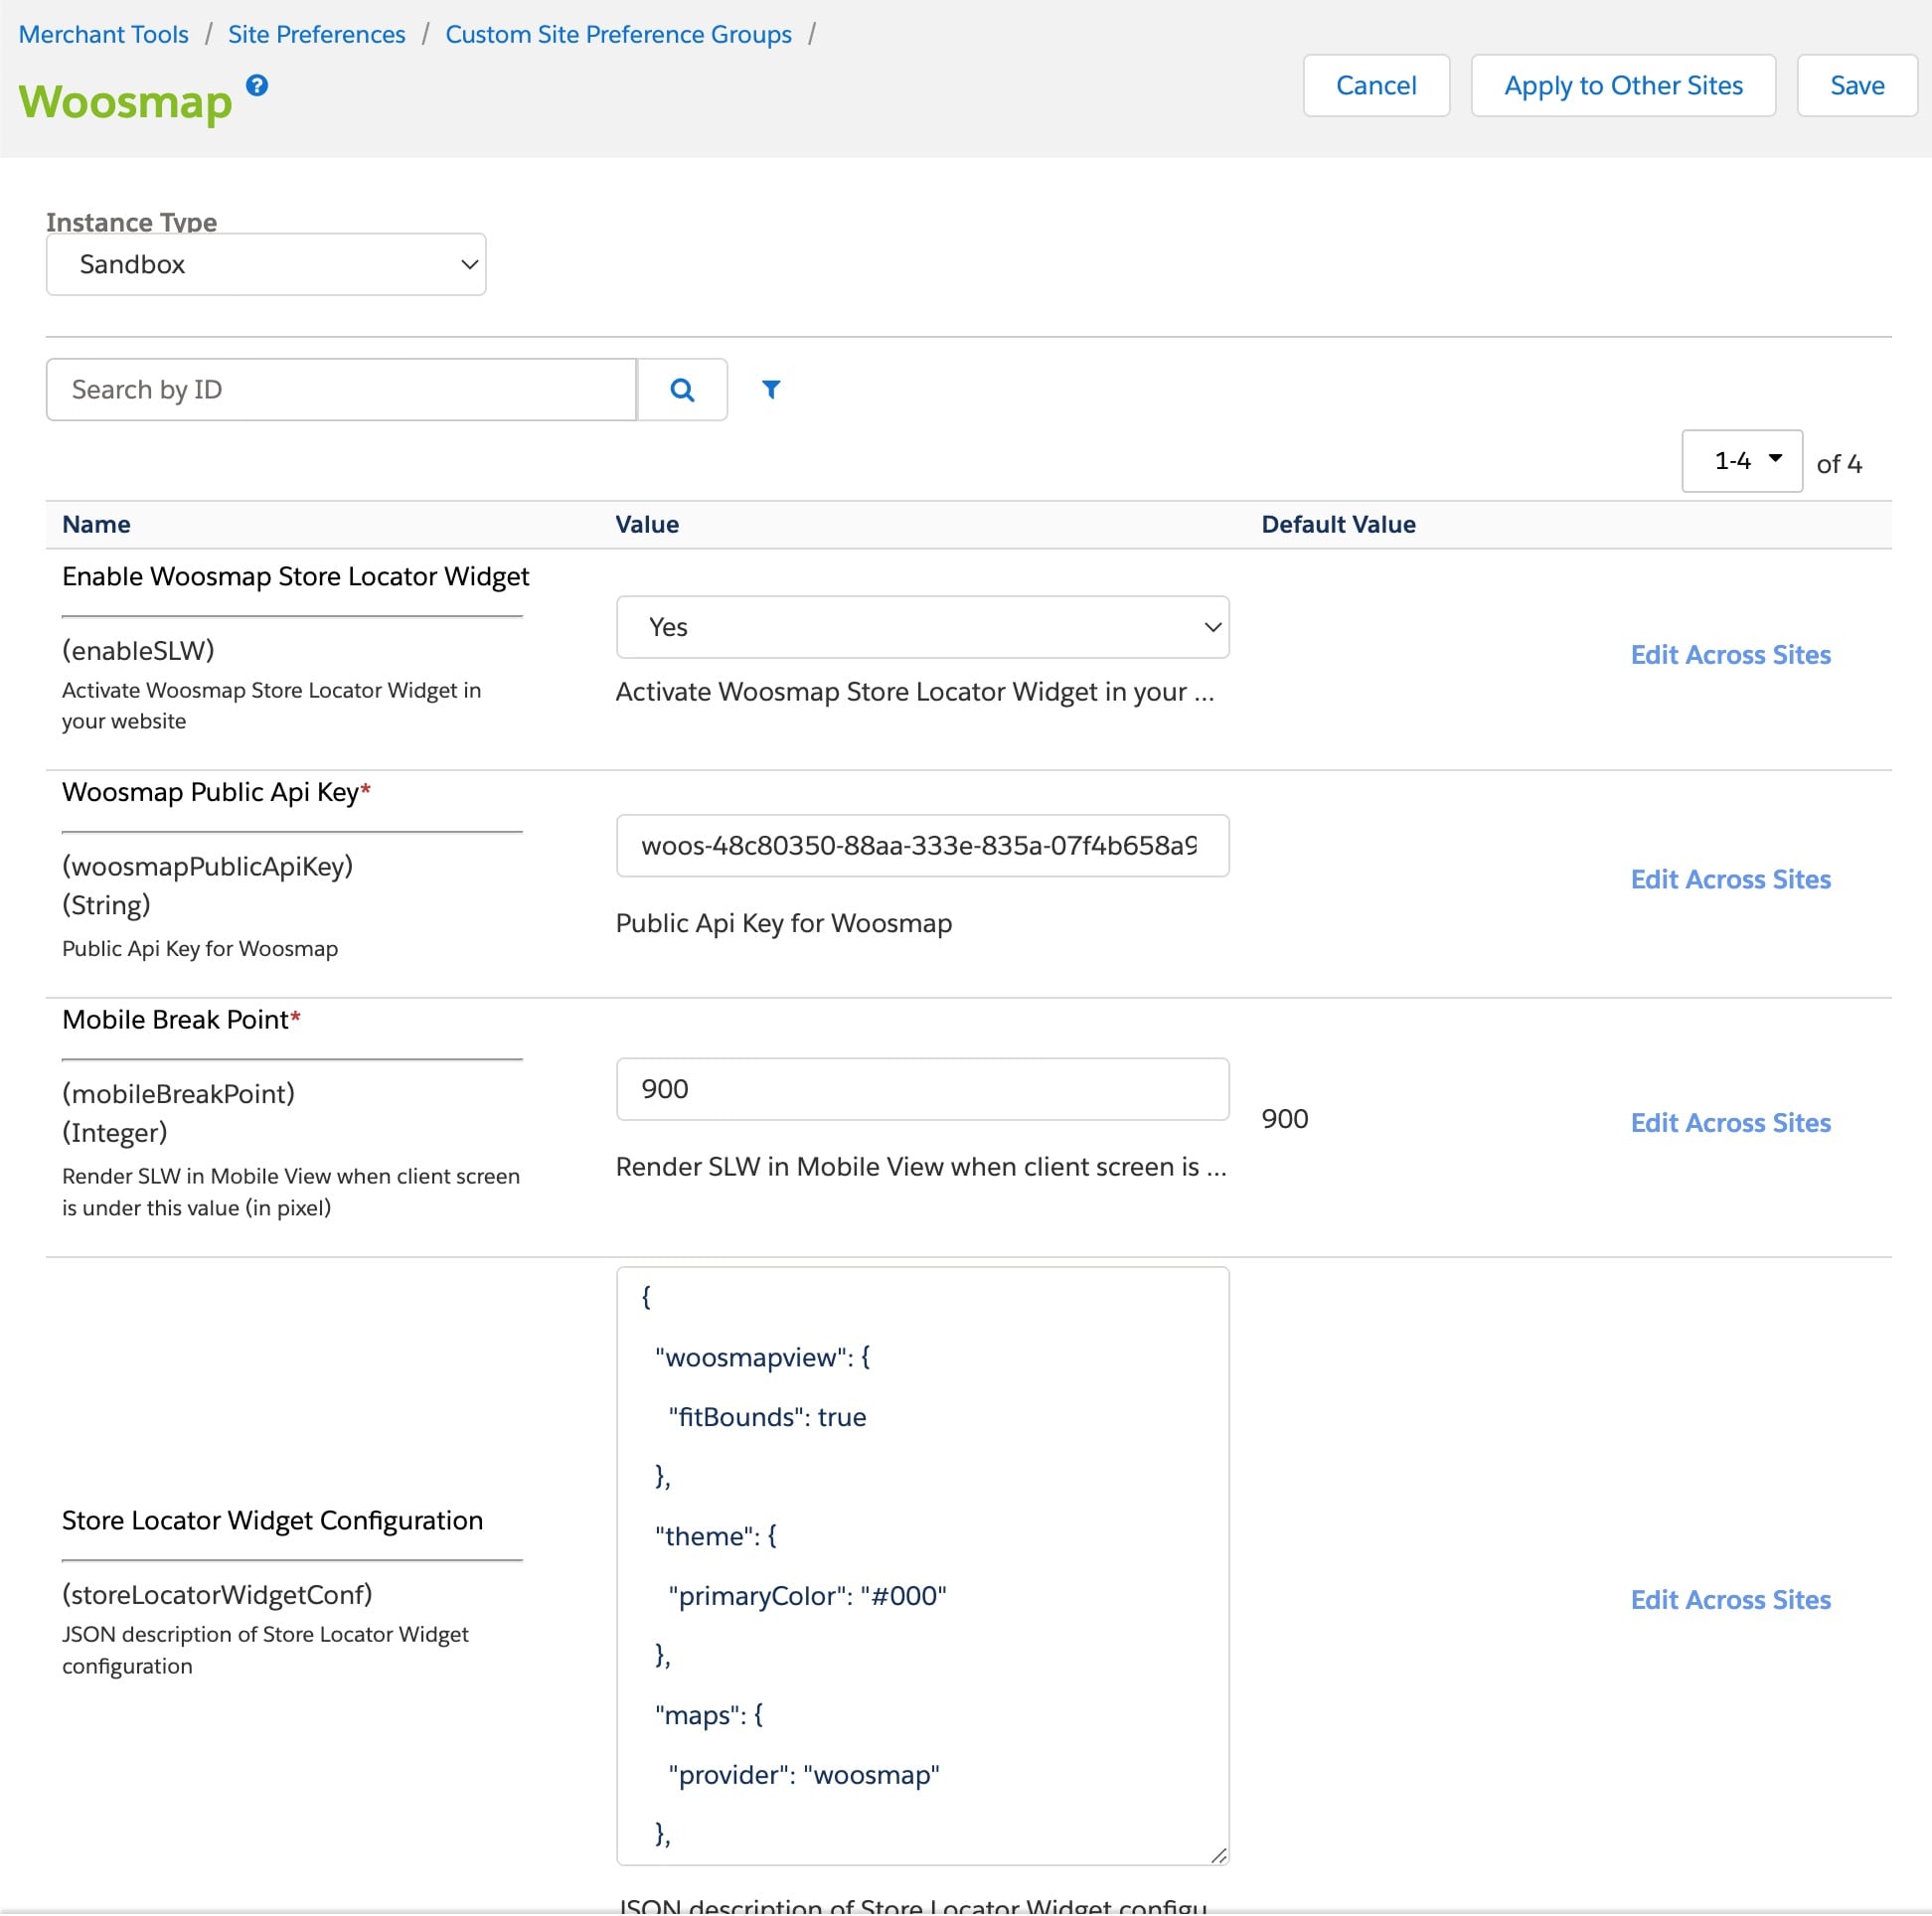 Merchant Tools / Site Preferences / Custom Site Preference Groups /
Woosmap ?
Cancel
Apply to Other Sites
Save
Instance Type
Sandbox
Search by ID
1-4 of 4
Name Value Default Value
Enable Woosmap Store Locator Widget
(enableSLW)
Activate Woosmap Store Locator Widget in
your website
Yes
Activate Woosmap Store Locator Widget in your ...
Edit Across Sites
Woosmap Public Api Key*
(woosmapPublicApiKey)
(String)
Public Api Key for Woosmap
woos-48c80350-88aa-333e-835a-07f4b658a9
Public Api Key for Woosmap
Edit Across Sites
Mobile Break Point*
(mobileBreakPoint)
(Integer)
Render SLW in Mobile View when client screen
is under this value (in pixel)
900
Render SLW in Mobile View when client screen is ...
900
Edit Across Sites
Store Locator Widget Configuration
(storeLocatorWidgetConf)
JSON description of Store Locator Widget
configuration
{
"woosmapview": {
"fitBounds": true
},
"theme": {
"primaryColor": "#000"
},
"maps": {
"provider": "woosmap"
},
JSON description of Store Locator Widget configu
Edit Across Sites